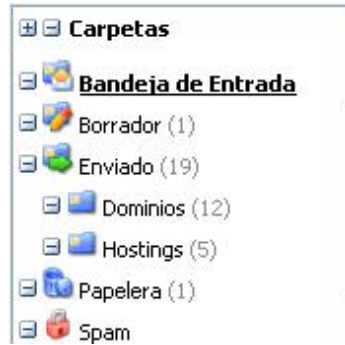 Carpetas
Bandeja de Entrada
Borrador (1)
Enviado (19)
Dominios (12)
Hostings (5)
Papelera (1)
Spam